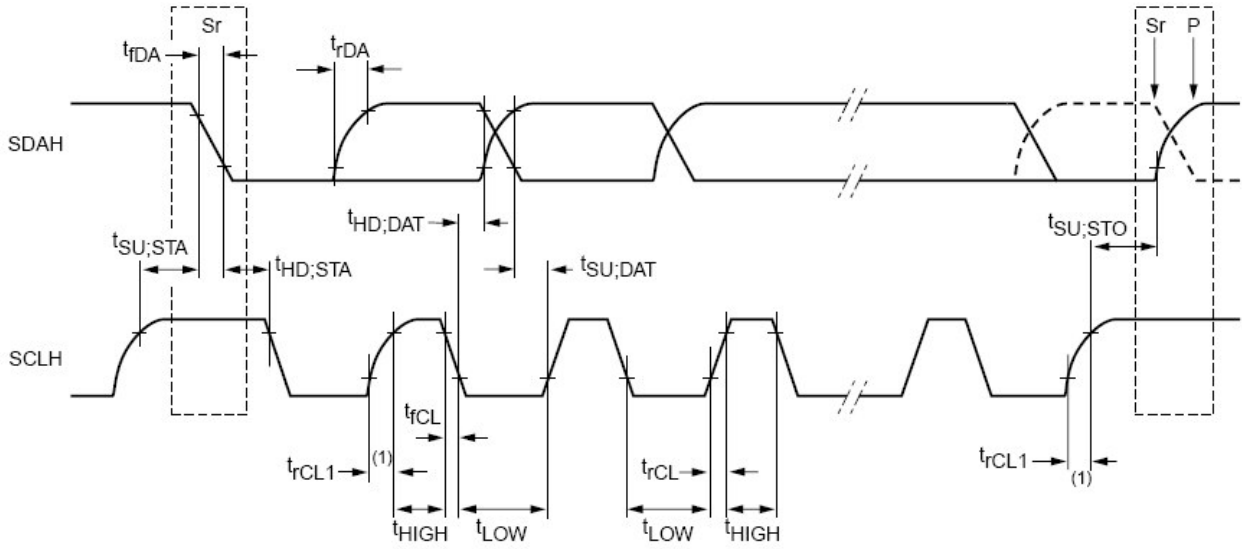 Sr
Sr P
tfDA
trDA
SDAH
tHD;DAT
tSU;STA
tHD;STA
tSU;DAT
tSU;STO
SCLH
tfCL
trCL1 (1)
trCL
trCL1 (1)
tHIGH
tLOW
tLOW
tHIGH